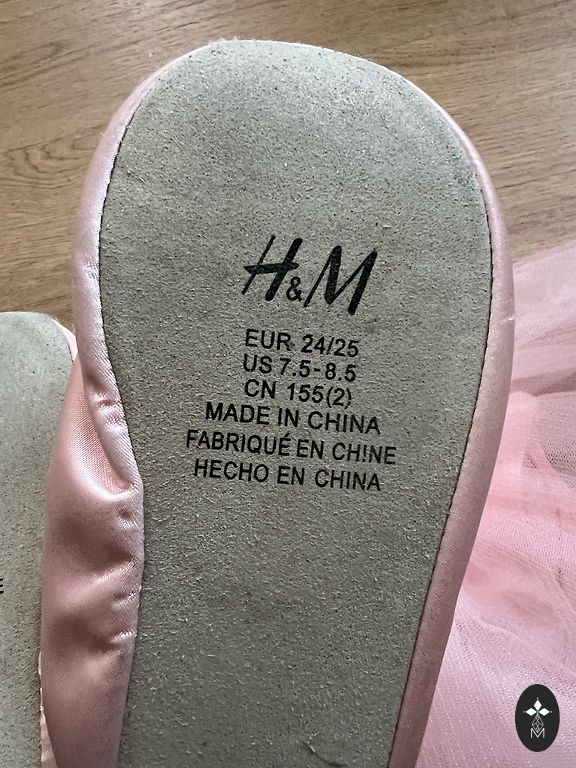 H&M
EUR 24/25
US 7.5-8.5
CN 155(2)
MADE IN CHINA
FABRIQUÉ EN CHINE
HECHO EN CHINA